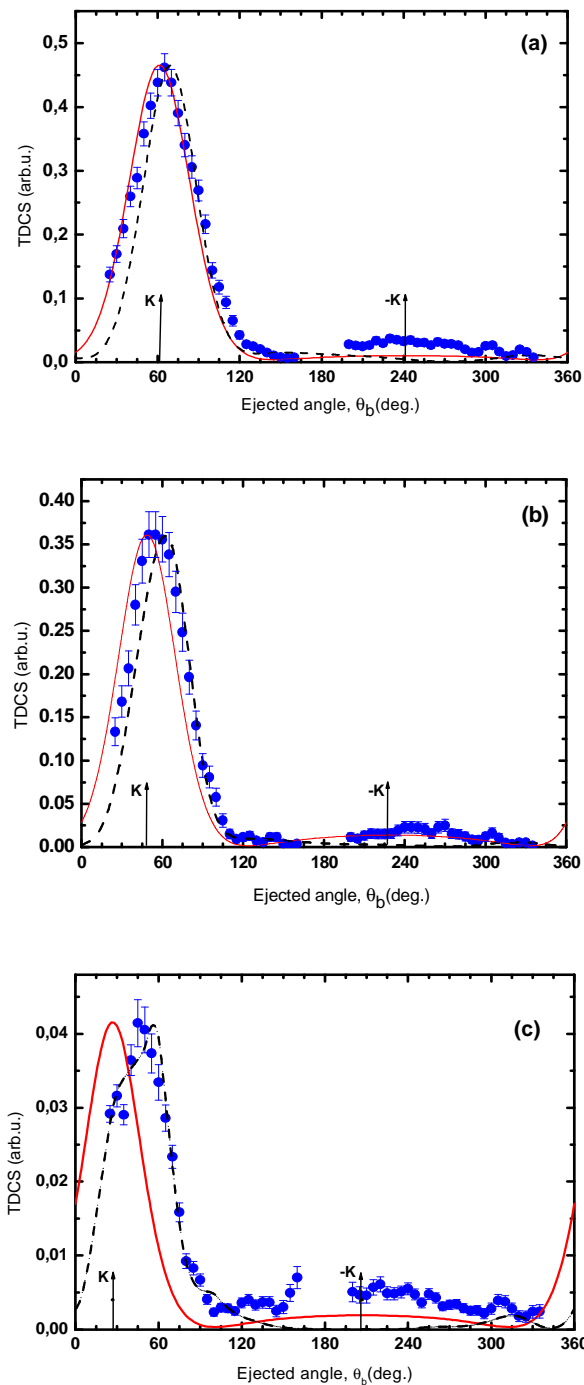 (a)
0,5
0,4
0,3
0,2
0,1
0,0
TDCS (arb.u.)
K
-K
0 60 120 180 240 300 360
Ejected angle, θb(deg.)
(b)
0.40
0.35
0.30
0.25
0.20
0.15
0.10
0.05
0.00
TDCS (arb.u.)
K
-K
0 60 120 180 240 300 360
Ejected angle, θb(deg.)
(c)
0,04
0,03
0,02
0,01
0,00
TDCS (arb.u.)
K
-K
0 60 120 180 240 300 360
Ejected angle, θb(deg.)